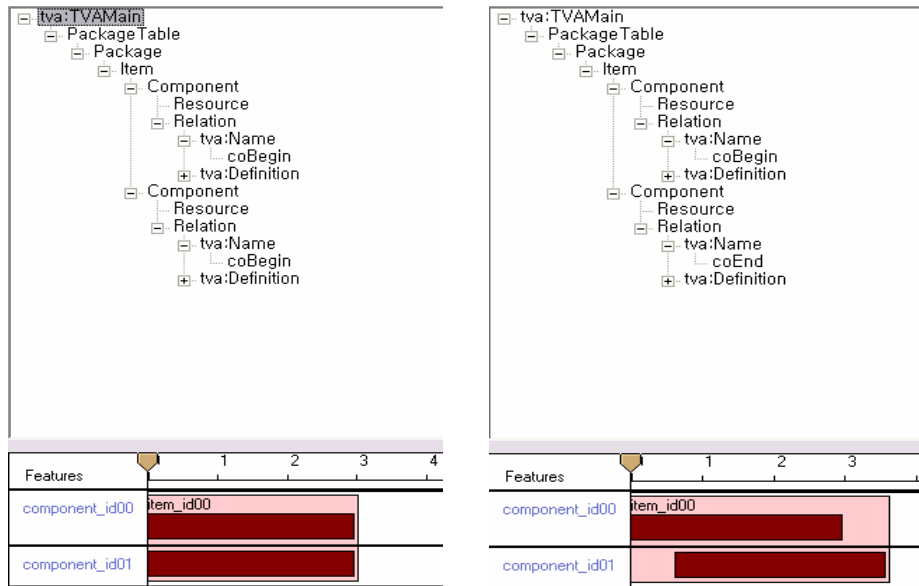 tva:TVAMain
PackageTable
Package
Item
Component
Resource
Relation
tva:Name
coBegin
tva:Definition
Component
Resource
Relation
tva:Name
coBegin
tva:Definition
Features
1 2 3 4
component_id00
item_id00
component_id01
tva:TVAMain
PackageTable
Package
Item
Component
Resource
Relation
tva:Name
coBegin
tva:Definition
Component
Resource
Relation
tva:Name
coEnd
tva:Definition
Features
1 2 3
component_id00
item_id00
component_id01